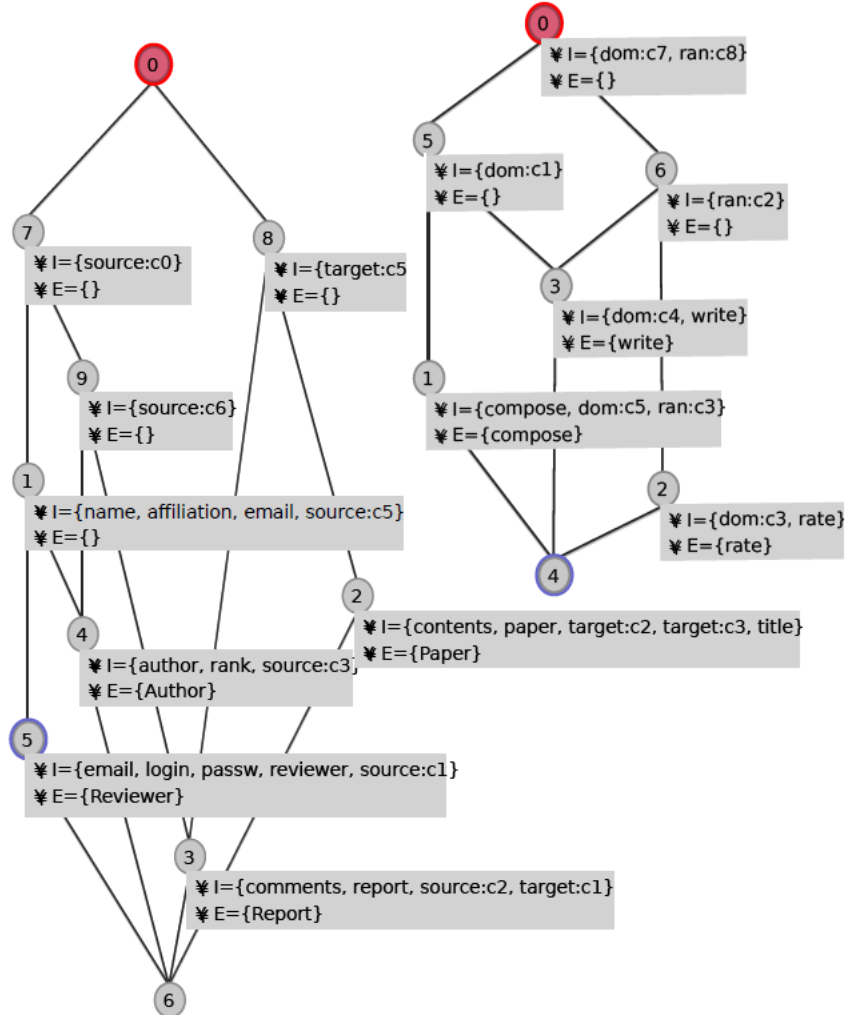 0
7
¥ I={source:c0}
¥ E={}
8
¥ I={target:c5
¥ E={}
9
¥ I={source:c6}
¥ E={}
1
¥ I={name, affiliation, email, source:c5}
¥ E={}
2
¥ I={contents, paper, target:c2, target:c3, title}
¥ E={Paper}
4
¥ I={author, rank, source:c3}
¥ E={Author}
5
¥ I={email, login, passw, reviewer, source:c1}
¥ E={Reviewer}
3
¥ I={comments, report, source:c2, target:c1}
¥ E={Report}
6
0
¥ I={dom:c7, ran:c8}
¥ E={}
5
¥ I={dom:c1}
¥ E={}
6
¥ I={ran:c2}
¥ E={}
3
¥ I={dom:c4, write}
¥ E={write}
1
¥ I={compose, dom:c5, ran:c3}
¥ E={compose}
2
¥ I={dom:c3, rate}
¥ E={rate}
4